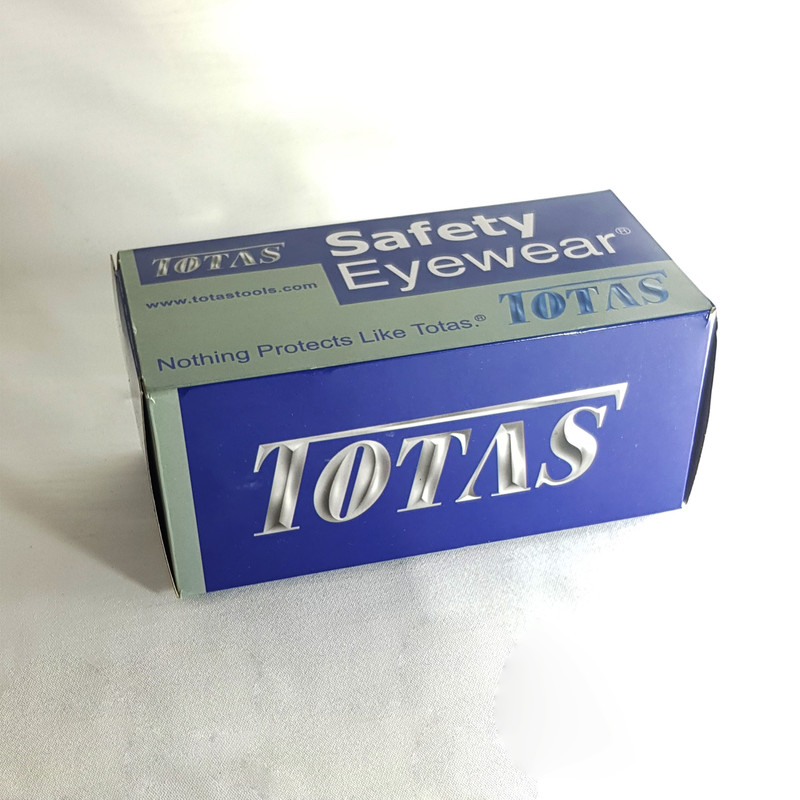 TOTAS
Safety
Eyewear®
www.totastools.com
Nothing Protects Like Totas.®
TOTAS
TOTAS